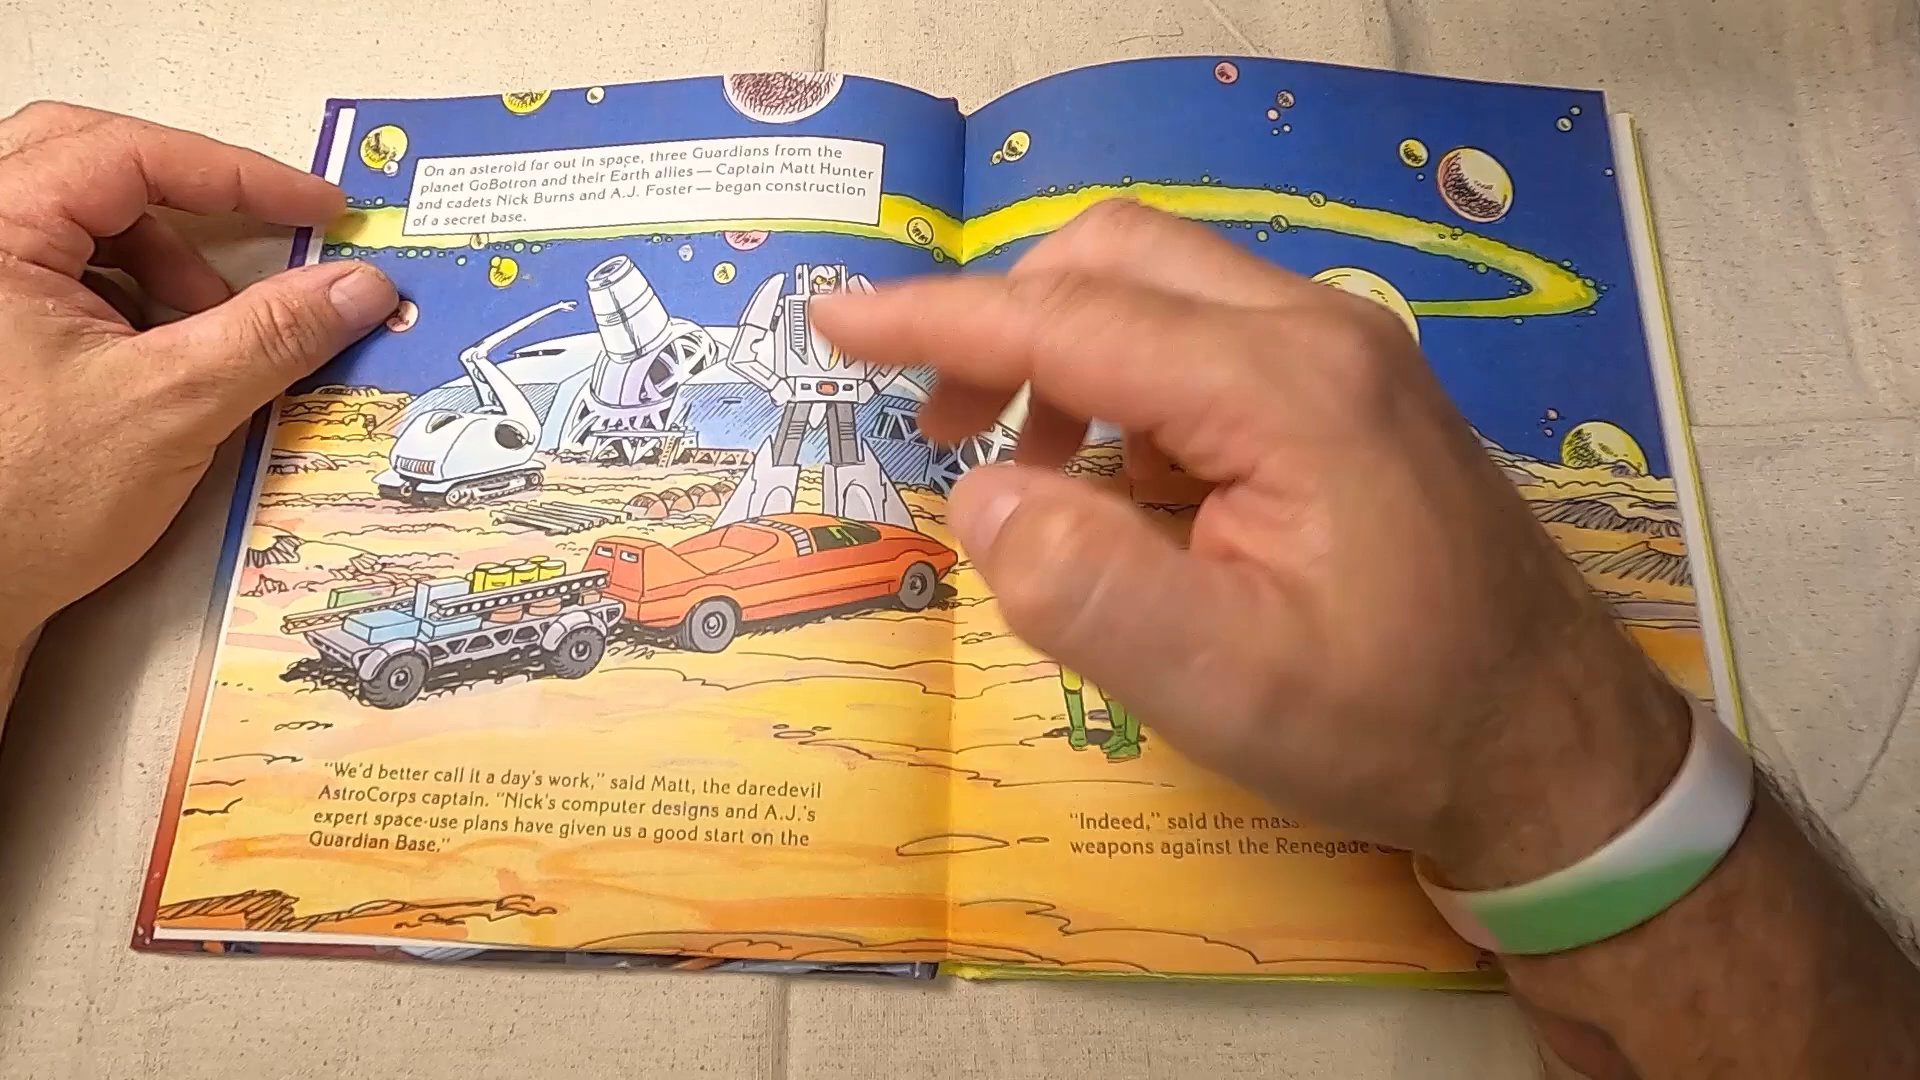 On an asteroid far out in space, three Guardians from the
planet GoBotron and their Earth allies — Captain Matt Hunter
and cadets Nick Burns and A.J. Foster — began construction
of a secret base.
"We'd better call it a day's work," said Matt, the daredevil
AstroCorps captain. "Nick's computer designs and A.J.'s
expert space-use plans have given us a good start on the
Guardian Base."
"Indeed," said the
weapons against the Renegade